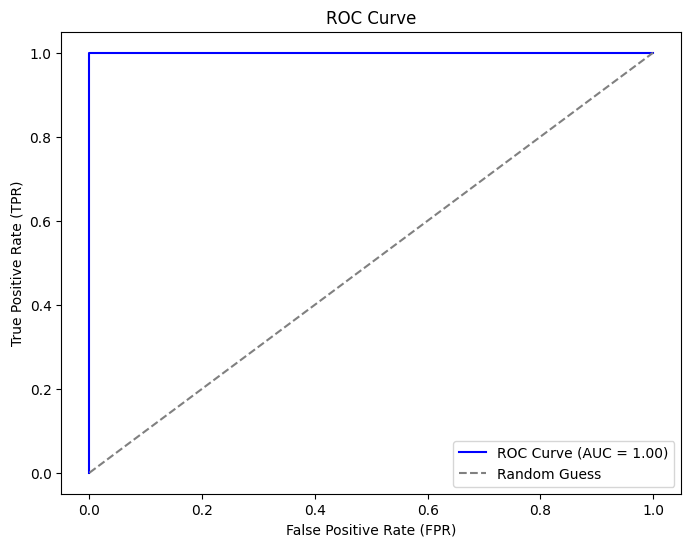 ROC Curve
1.0
0.8
0.6
0.4
0.2
0.0
True Positive Rate (TPR)
0.0 0.2 0.4 0.6 0.8 1.0
False Positive Rate (FPR)
ROC Curve (AUC = 1.00)
Random Guess